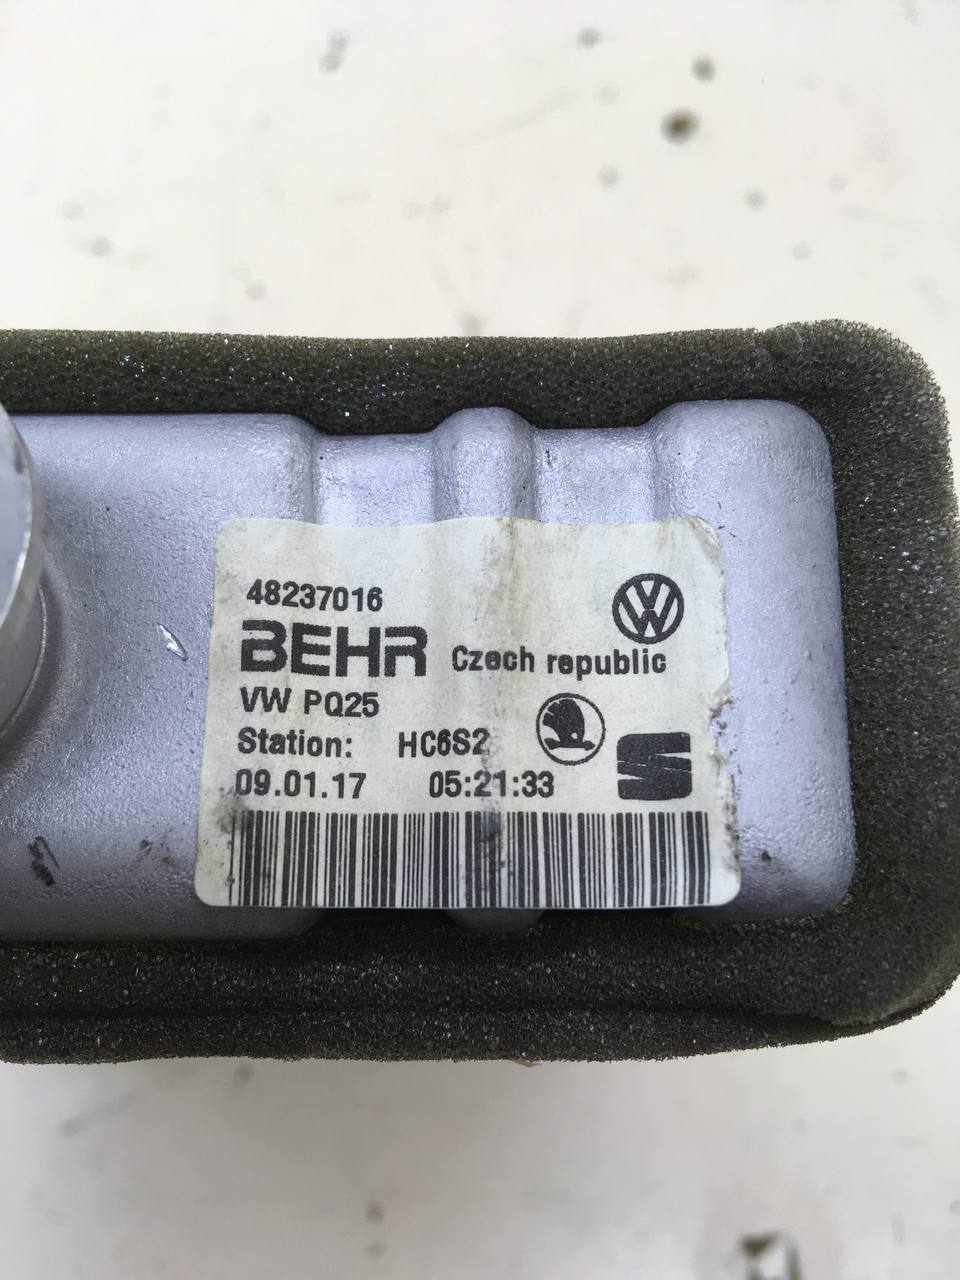 48237016
BEHR Czech republic
VW PQ25
Station: HC6S2
09.01.17 05:21:33